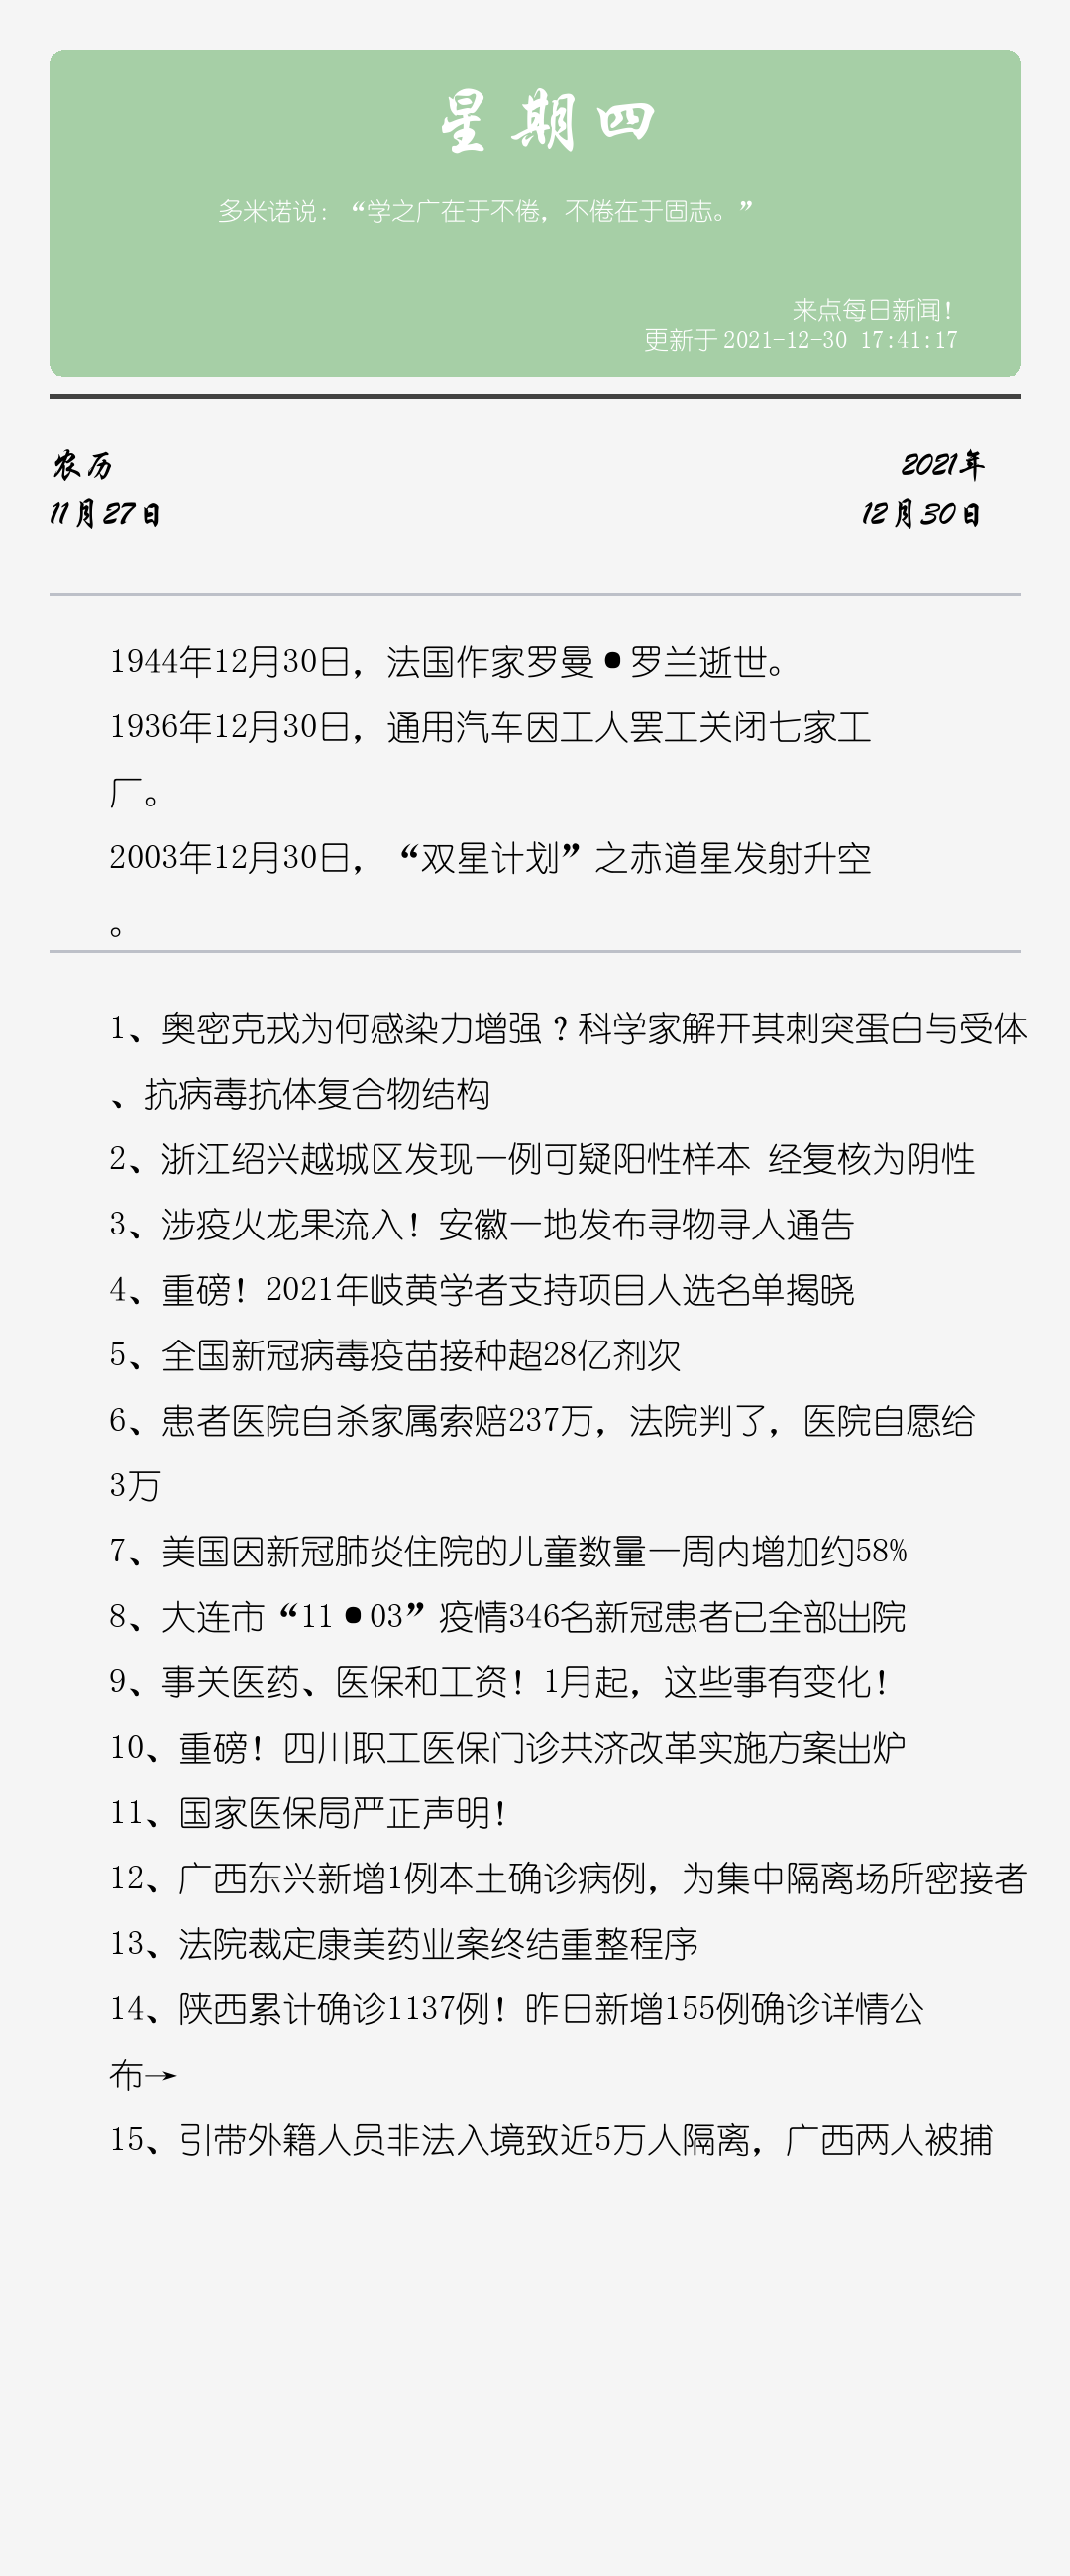 星期四
多米诺说：“学之广在于不倦，不倦在于固志。”
来点每日新闻！
更新于2021-12-30 17:41:17
农历
2021年
11月27日
12月30日
1944年12月30日，法国作家罗曼•罗兰逝世。
1936年12月30日，通用汽车因工人罢工关闭七家工
厂。
2003年12月30日，“双星计划”之赤道星发射升空
。
1、奥密克戎为何感染力增强？科学家解开其刺突蛋白与受体
、抗病毒抗体复合物结构
2、浙江绍兴越城区发现一例可疑阳性样本 经复核为阴性
3、涉疫火龙果流入！安徽一地发布寻物寻人通告
4、重磅！2021年岐黄学者支持项目人选名单揭晓
5、全国新冠病毒疫苗接种超28亿剂次
6、患者医院自杀家属索赔237万，法院判了，医院自愿给
3万
7、美国因新冠肺炎住院的儿童数量一周内增加约58%
8、大连市“11•03”疫情346名新冠患者已全部出院
9、事关医药、医保和工资！1月起，这些事有变化！
10、重磅！四川职工医保门诊共济改革实施方案出炉
11、国家医保局严正声明！
12、广西东兴新增1例本土确诊病例，为集中隔离场所密接者
13、法院裁定康美药业案终结重整程序
14、陕西累计确诊1137例！昨日新增155例确诊详情公
布→
15、引带外籍人员非法入境致近5万人隔离，广西两人被捕